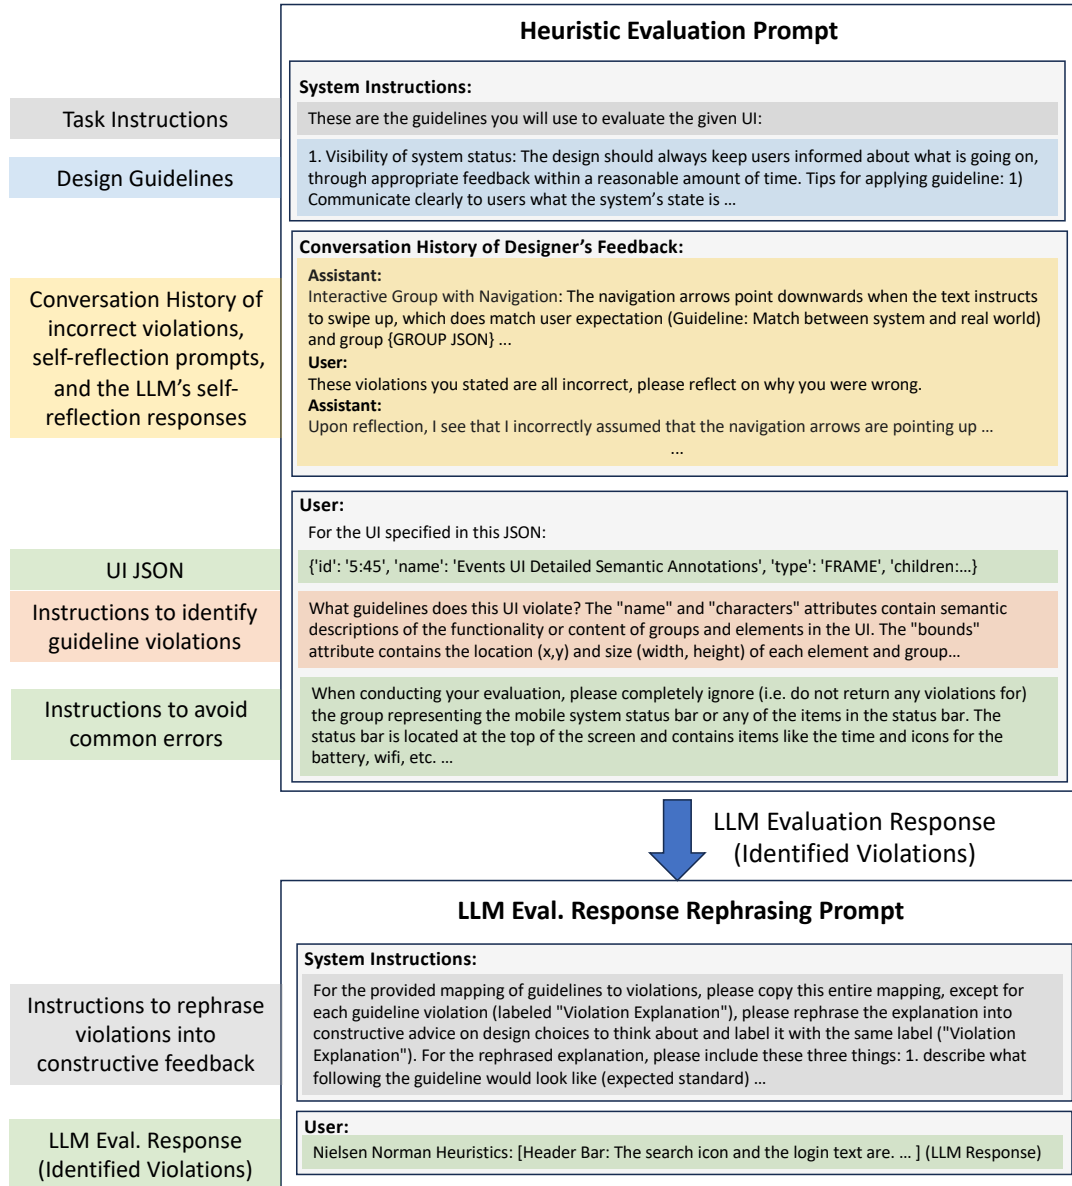 Heuristic Evaluation Prompt
System Instructions:
Task Instructions
These are the guidelines you will use to evaluate the given UI:
Design Guidelines
1. Visibility of system status: The design should always keep users informed about what is going on,
through appropriate feedback within a reasonable amount of time. Tips for applying guideline: 1)
Communicate clearly to users what the system's state is ...
Conversation History of Designer's Feedback:
Conversation History of
incorrect violations,
self-reflection prompts,
and the LLM's self-
reflection responses
Assistant:
Interactive Group with Navigation: The navigation arrows point downwards when the text instructs
to swipe up, which does match user expectation (Guideline: Match between system and real world)
and group {GROUP JSON} ...
User:
These violations you stated are all incorrect, please reflect on why you were wrong.
Assistant:
Upon reflection, I see that I incorrectly assumed that the navigation arrows are pointing up ...
...
User:
For the UI specified in this JSON:
UI JSON
{'id': '5:45', 'name': 'Events UI Detailed Semantic Annotations', 'type': 'FRAME', 'children:...}
Instructions to identify
guideline violations
What guidelines does this UI violate? The "name" and "characters" attributes contain semantic
descriptions of the functionality or content of groups and elements in the UI. The "bounds"
attribute contains the location (x,y) and size (width, height) of each element and group...
Instructions to avoid
common errors
When conducting your evaluation, please completely ignore (i.e. do not return any violations for)
the group representing the mobile system status bar or any of the items in the status bar. The
status bar is located at the top of the screen and contains items like the time and icons for the
battery, wifi, etc. ...
LLM Evaluation Response
(Identified Violations)
LLM Eval. Response Rephrasing Prompt
System Instructions:
Instructions to rephrase
violations into
constructive feedback
For the provided mapping of guidelines to violations, please copy this entire mapping, except for
each guideline violation (labeled "Violation Explanation"), please rephrase the explanation into
constructive advice on design choices to think about and label it with the same label ("Violation
Explanation"). For the rephrased explanation, please include these three things: 1. describe what
following the guideline would look like (expected standard) ...
User:
LLM Eval. Response
(Identified Violations)
Nielsen Norman Heuristics: [Header Bar: The search icon and the login text are. ... ] (LLM Response)